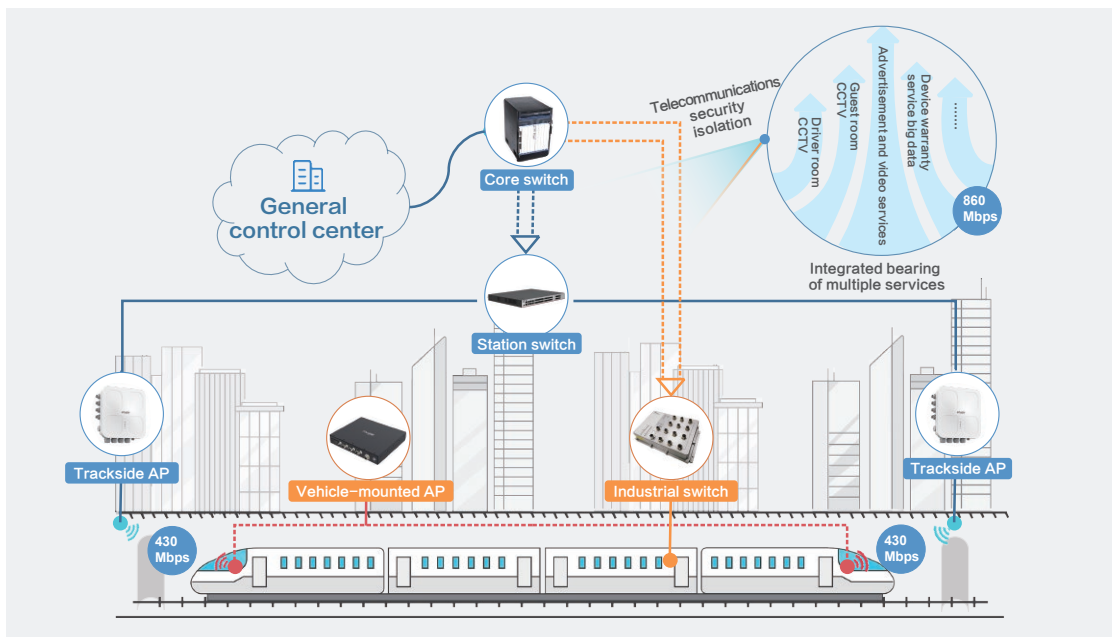 Telecommunications
security
isolation
Driver room
CCTV
Guest room
CCTV
Advertisement and video services
Device warranty
service big data
......
860
Mbps
Integrated bearing
of multiple services
General
control center
Core switch
Station switch
Trackside AP
Vehicle-mounted AP
Industrial switch
Trackside AP
430
Mbps
430
Mbps